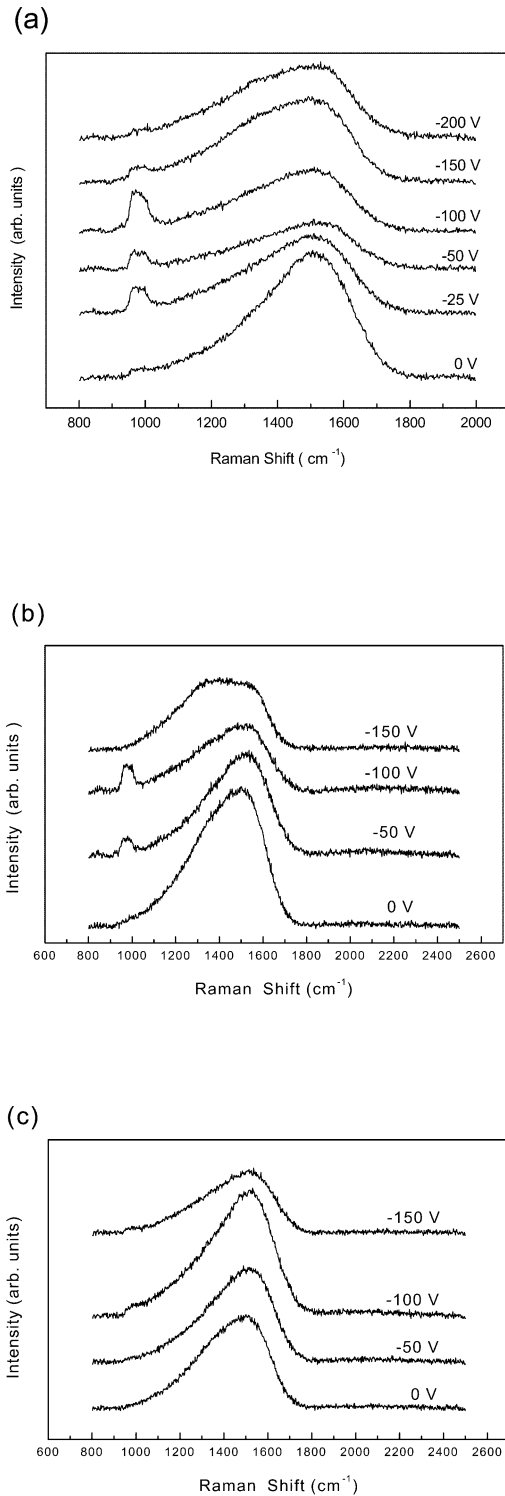 (a)
Intensity (arb. units )
-200 V
-150 V
-100 V
-50 V
-25 V
0 V
800 1000 1200 1400 1600 1800 2000
Raman Shift ( cm -1)
(b)
Intensity (arb. units )
-150 V
-100 V
-50 V
0 V
600 800 1000 1200 1400 1600 1800 2000 2200 2400 2600
Raman Shift (cm-1)
(c)
Intensity (arb. units)
-150 V
-100 V
-50 V
0 V
600 800 1000 1200 1400 1600 1800 2000 2200 2400 2600
Raman Shift (cm-1)